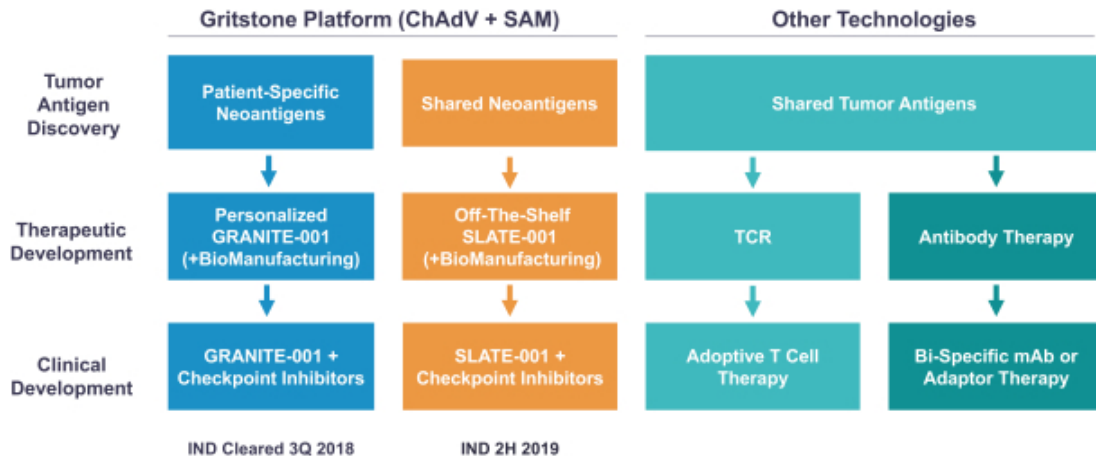 Gritstone Platform (ChAdV + SAM)
Other Technologies
Tumor
Antigen
Discovery
Patient-Specific
Neoantigens
Shared Neoantigens
Shared Tumor Antigens
Therapeutic
Development
Personalized
GRANITE-001
(+BioManufacturing)
Off-The-Shelf
SLATE-001
(+BioManufacturing)
TCR
Antibody Therapy
Clinical
Development
GRANITE-001 +
Checkpoint Inhibitors
SLATE-001 +
Checkpoint Inhibitors
Adoptive T Cell
Therapy
Bi-Specific mAb or
Adaptor Therapy
IND Cleared 3Q 2018
IND 2H 2019